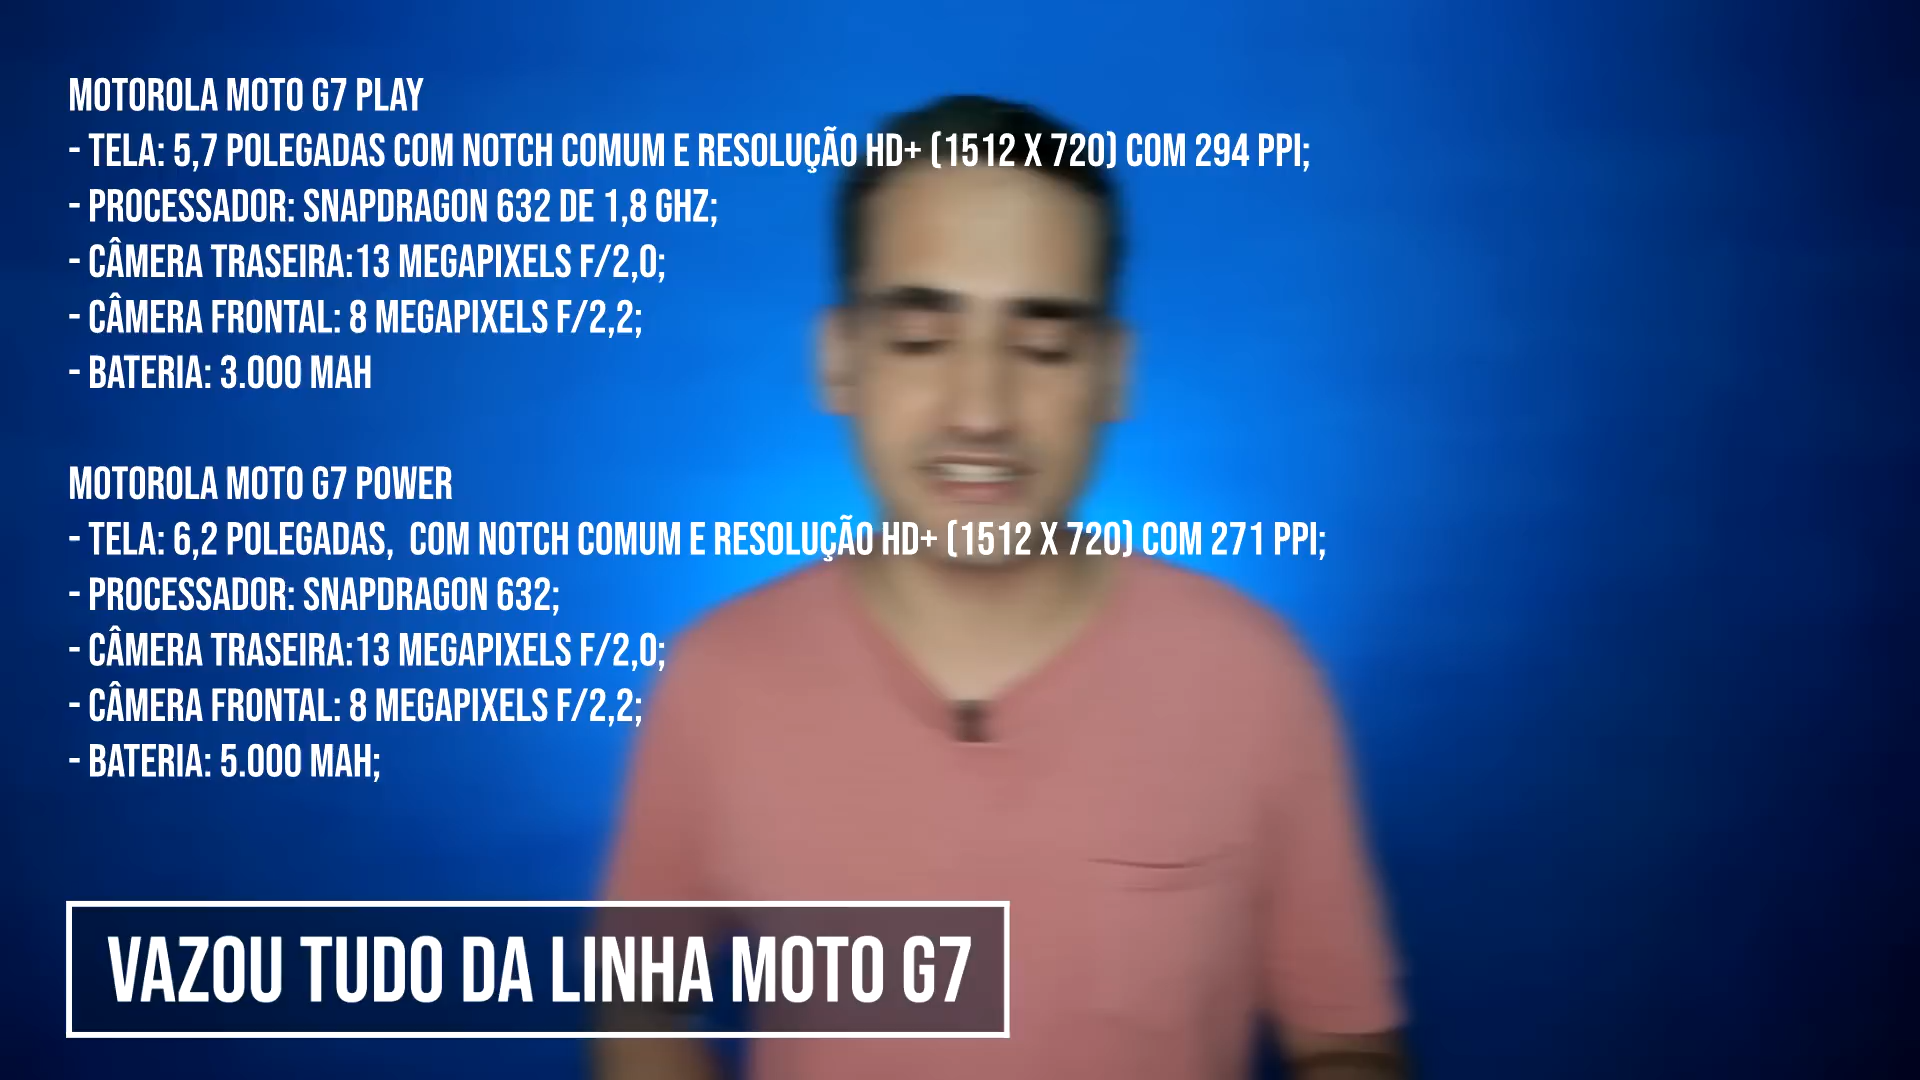 MOTOROLA MOTO G7 PLAY
- TELA: 5,7 POLEGADAS COM NOTCH COMUM E RESOLUÇÃO HD+ (1512 X 720) COM 294 PPI;
- PROCESSADOR: SNAPDRAGON 632 DE 1,8 GHZ;
- CÂMERA TRASEIRA:13 MEGAPIXELS F/2,0;
- CÂMERA FRONTAL: 8 MEGAPIXELS F/2,2;
- BATERIA: 3.000 MAH
MOTOROLA MOTO G7 POWER
- TELA: 6,2 POLEGADAS,  COM NOTCH COMUM E RESOLUÇÃO HD+ (1512 X 720) COM 271 PPI;
- PROCESSADOR: SNAPDRAGON 632;
- CÂMERA TRASEIRA:13 MEGAPIXELS F/2,0;
- CÂMERA FRONTAL: 8 MEGAPIXELS F/2,2;
- BATERIA: 5.000 MAH;
VAZOU TUDO DA LINHA MOTO G7